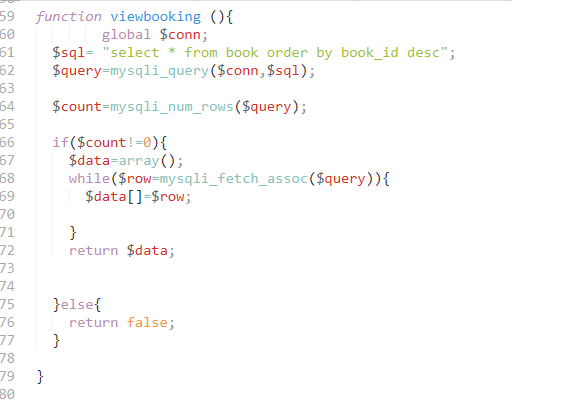 59 function viewbooking (){
60 global $conn;
61 $sql= "select * from book order by book_id desc";
62 $query=mysqli_query($conn,$sql);
63
64 $count=mysqli_num_rows($query);
65
66 if($count!=0){
67 $data=array();
68 while($row=mysqli_fetch_assoc($query)){
69 $data[]=$row;
70
71 }
72 return $data;
73
74
75 }else{
76 return false;
77 }
78
79 }
80